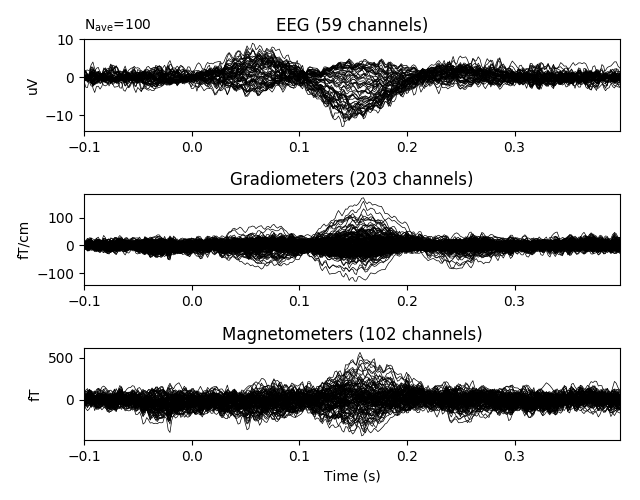 N_ave=100
EEG (59 channels)
10
0
−10
uV
−0.1 0.0 0.1 0.2 0.3
Gradiometers (203 channels)
100
0
−100
fT/cm
−0.1 0.0 0.1 0.2 0.3
Magnetometers (102 channels)
500
0
fT
−0.1 0.0 0.1 0.2 0.3
Time (s)